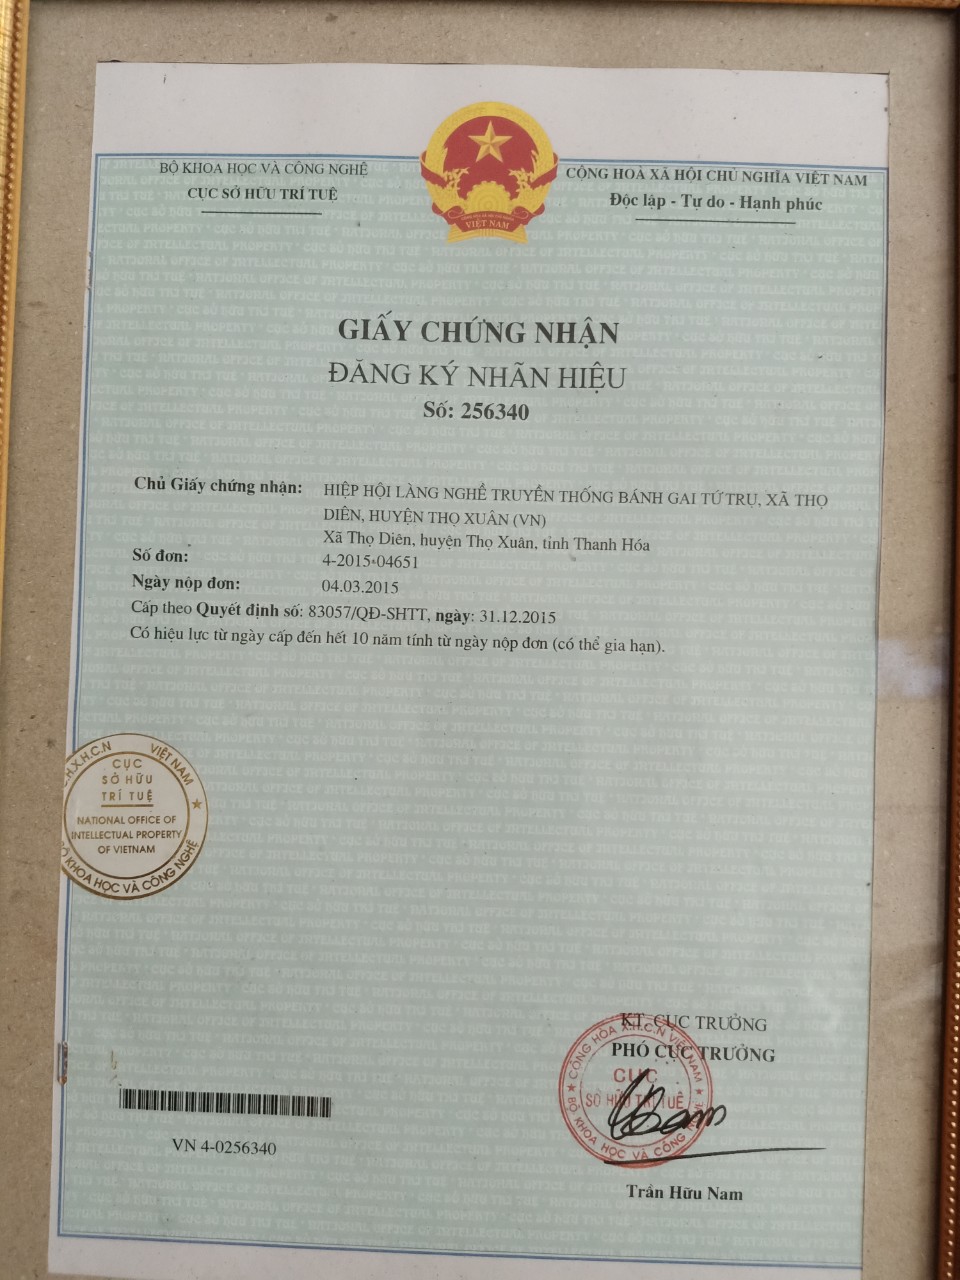 BỘ KHOA HỌC VÀ CÔNG NGHỆ
CỤC SỞ HỮU TRÍ TUỆ
CỘNG HOÀ XÃ HỘI CHỦ NGHĨA VIỆT NAM
Độc lập - Tự do - Hạnh phúc
VIỆT NAM
GIẤY CHỨNG NHẬN
ĐĂNG KÝ NHÃN HIỆU
Số: 256340
Chủ Giấy chứng nhận: HIỆP HỘI LÀNG NGHỀ TRUYỀN THỐNG BÁNH GAI TỨ TRỤ, XÃ THỌ
DIÊN, HUYỆN THỌ XUÂN (VN)
Xã Thọ Diên, huyện Thọ Xuân, tỉnh Thanh Hóa
Số đơn: 4-2015-04651
Ngày nộp đơn: 04.03.2015
Cấp theo Quyết định số: 83057/QĐ-SHTT, ngày: 31.12.2015
Có hiệu lực từ ngày cấp đến hết 10 năm tính từ ngày nộp đơn (có thể gia hạn).
C.H.X.H.C.N VIỆT NAM
CỤC
SỞ HỮU
TRÍ TUỆ
NATIONAL OFFICE OF
INTELLECTUAL PROPERTY
OF VIETNAM
BỘ KHOA HỌC VÀ CÔNG NGHỆ
KT. CỤC TRƯỞNG
PHÓ CỤC TRƯỞNG
CỘNG HÒA X.H.C.N VIỆT NAM
CỤC
SỞ HỮU TRÍ TUỆ
BỘ KHOA HỌC VÀ CÔNG NGHỆ
VN 4-0256340
Trần Hữu Nam